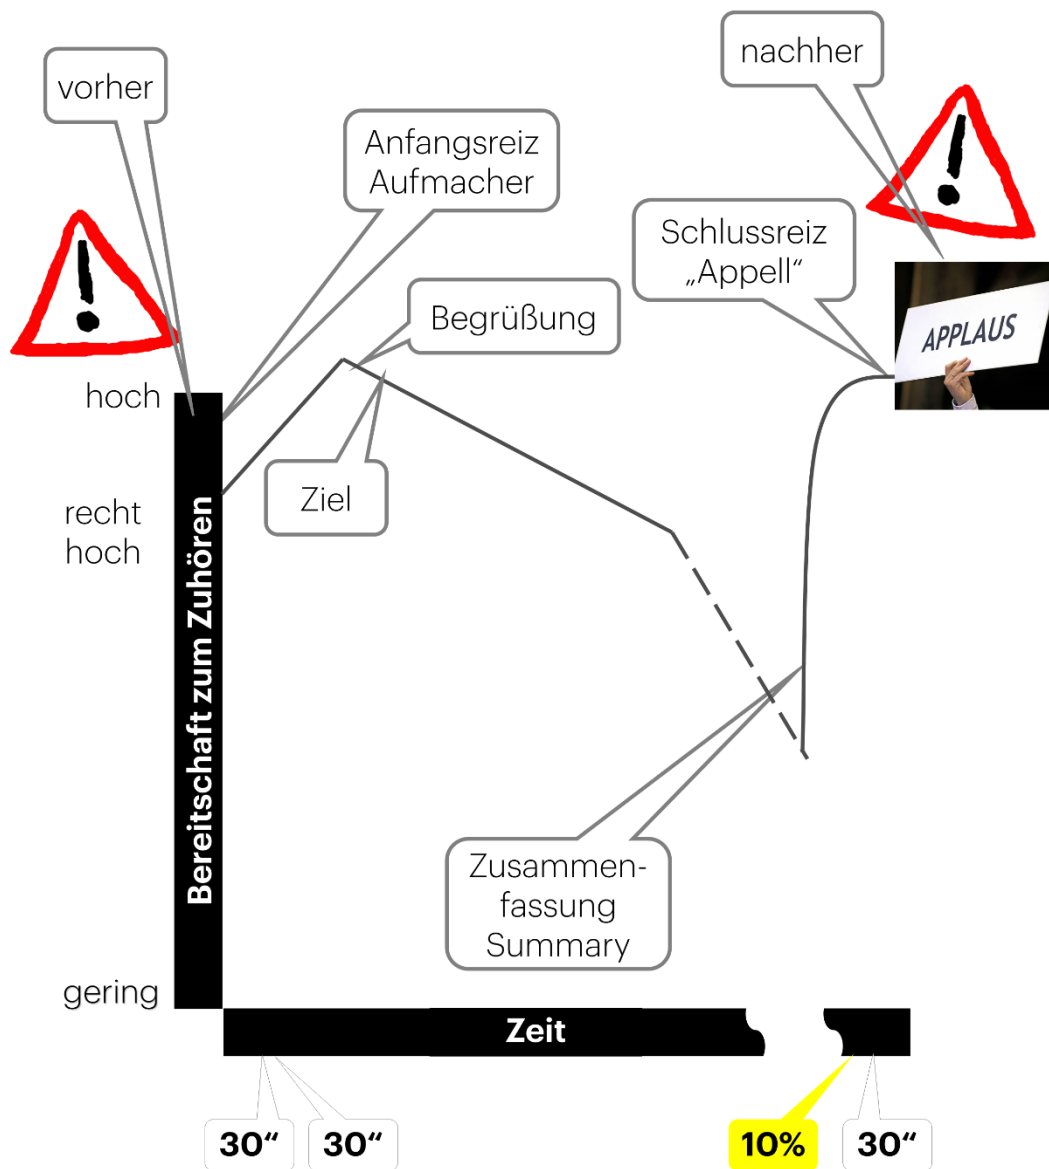 nachher
vorher
Anfangsreiz
Aufmacher
Schlussreiz
„Appell“
Begrüßung
APPLAUS
hoch
Ziel
recht
hoch
Bereitschaft zum Zuhören
Zusammen-
fassung
Summary
gering
Zeit
30“
30“
10%
30“